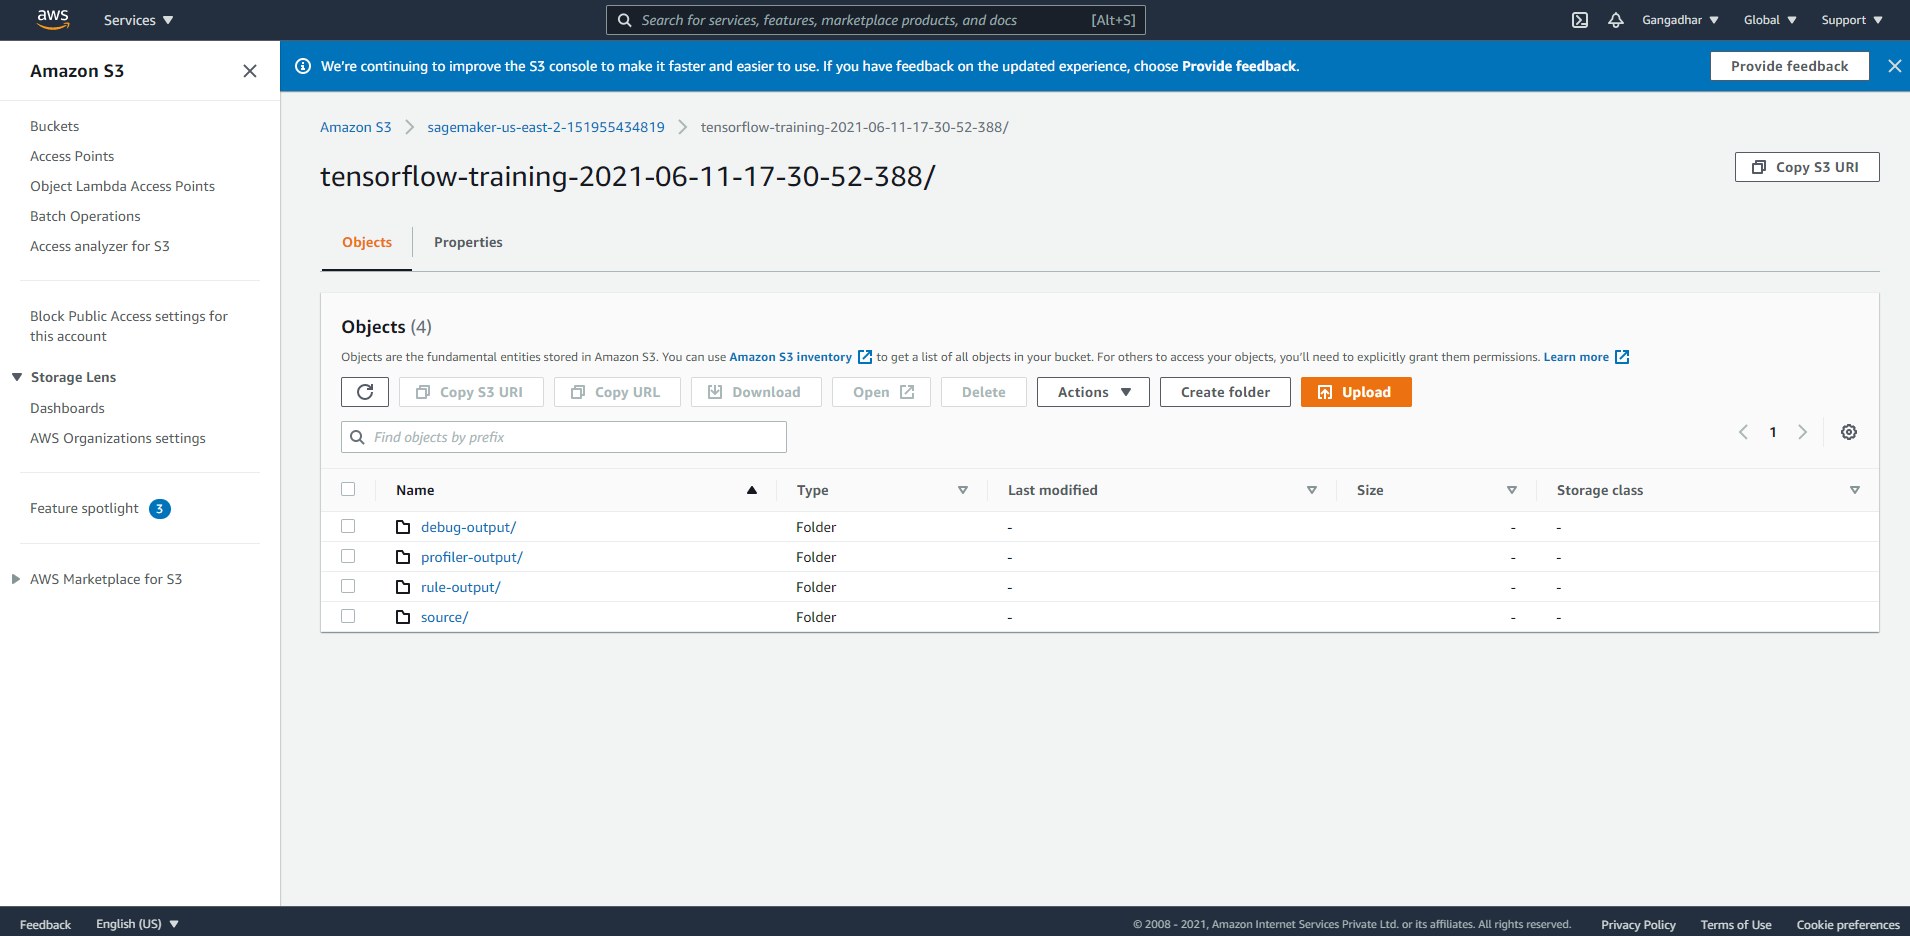 aws Services Search for services, features, marketplace products, and docs [Alt+S] Gangadhar Global Support
Amazon S3
We're continuing to improve the S3 console to make it faster and easier to use. If you have feedback on the updated experience, choose Provide feedback. Provide feedback
Buckets
Access Points
Object Lambda Access Points
Batch Operations
Access analyzer for S3
Block Public Access settings for
this account
Storage Lens
Dashboards
AWS Organizations settings
Feature spotlight 3
AWS Marketplace for S3
Amazon S3 sagemaker-us-east-2-151955434819 tensorflow-training-2021-06-11-17-30-52-388/
tensorflow-training-2021-06-11-17-30-52-388/ Copy S3 URI
Objects Properties
Objects (4)
Objects are the fundamental entities stored in Amazon S3. You can use Amazon S3 inventory to get a list of all objects in your bucket. For others to access your objects, you'll need to explicitly grant them permissions. Learn more
Copy S3 URI Copy URL Download Open Delete Actions Create folder Upload
Find objects by prefix 1
Name Type Last modified Size Storage class
debug-output/ Folder - - -
profiler-output/ Folder - - -
rule-output/ Folder - - -
source/ Folder - - -
Feedback English (US) © 2008 - 2021, Amazon Internet Services Private Ltd. or its affiliates. All rights reserved. Privacy Policy Terms of Use Cookie preferences